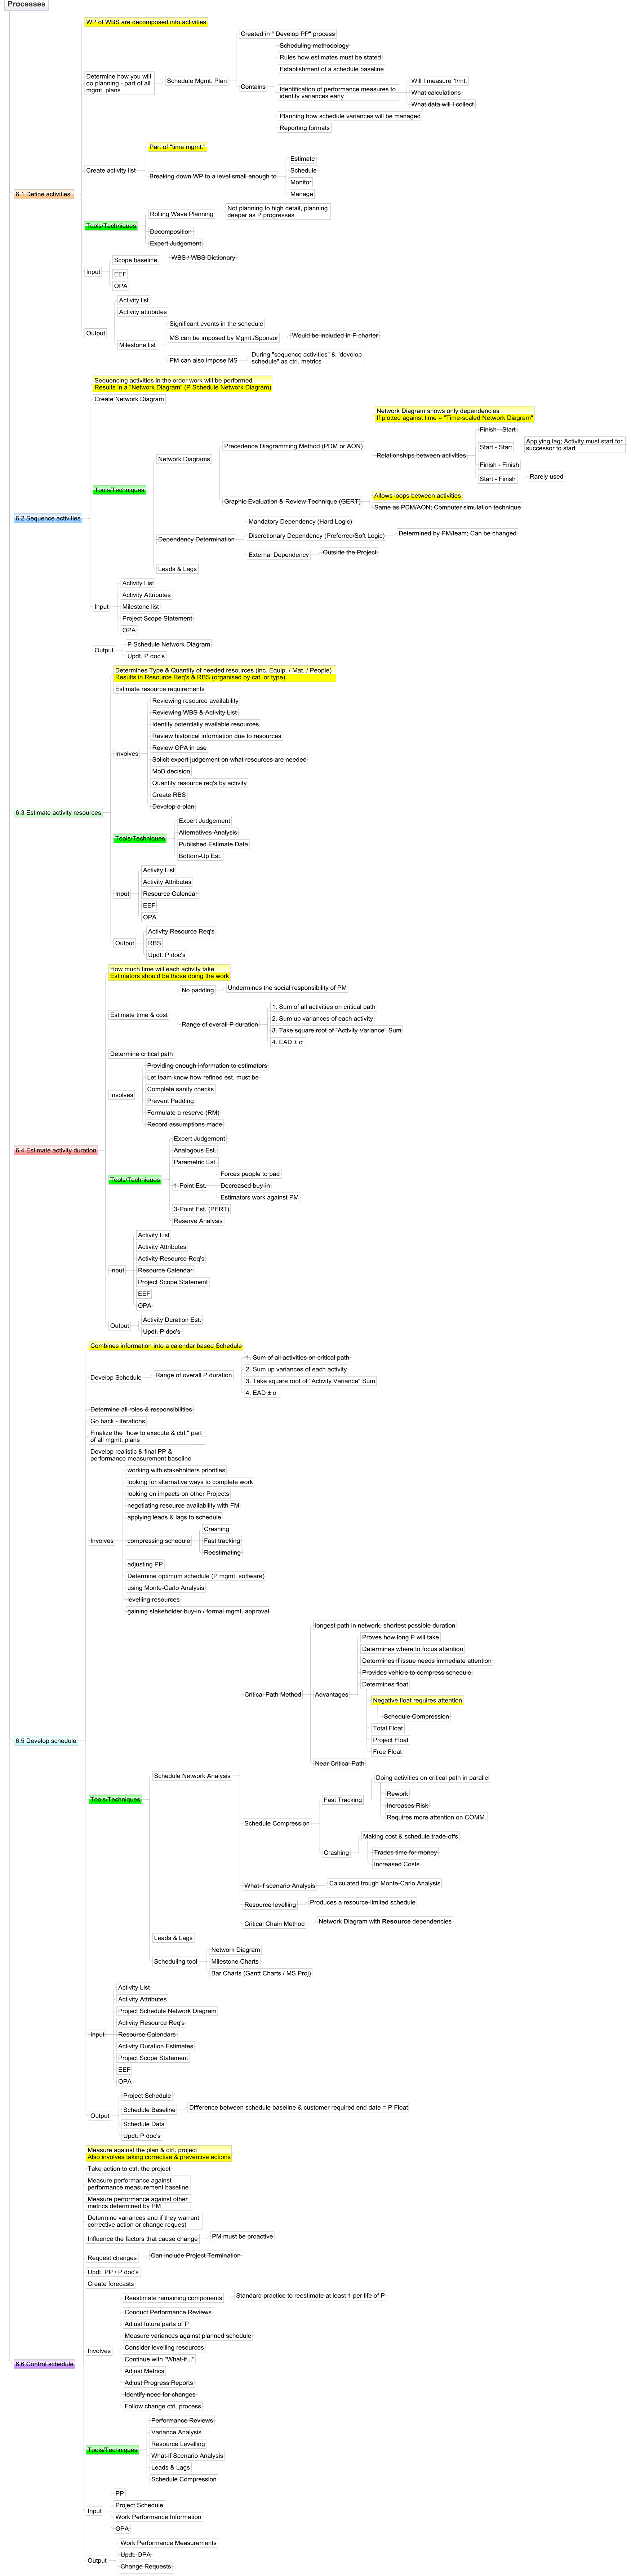 Processes
6.1 Define activities
WP of WBS are decomposed into activities
Determine how you will
do planning - part of all
mgmt. plans
Schedule Mgmt. Plan
Created in " Develop PP" process
Contains
Scheduling methodology
Rules how estimates must be stated
Establishment of a schedule baseline
Identification of performance measures to
identify variances early
Will I measure 1/mt.
What calculations
What data will I collect
Planning how schedule variances will be managed
Reporting formats
Create activity list
Part of "time mgmt."
Breaking down WP to a level small enough to
Estimate
Schedule
Monitor
Manage
Tools/Techniques
Rolling Wave Planning
Not planning to high detail, planning
deeper as P progresses
Decomposition
Expert Judgement
Input
Scope baseline
WBS / WBS Dictionary
EEF
OPA
Output
Activity list
Activity attributes
Milestone list
Significant events in the schedule
MS can be imposed by Mgmt./Sponsor
Would be included in P charter
PM can also impose MS
During "sequence activities" & "develop
schedule" as ctrl. metrics
6.2 Sequence activities
Sequencing activities in the order work will be performed
Results in a "Network Diagram" (P Schedule Network Diagram)
Create Network Diagram
Tools/Techniques
Network Diagrams
Precedence Diagramming Method (PDM or AON)
Network Diagram shows only dependencies
If plotted against time = "Time-scaled Network Diagram"
Relationships between activities
Finish - Start
Start - Start
Applying lag; Activity must start for
successor to start
Finish - Finish
Start - Finish
Rarely used
Graphic Evaluation & Review Technique (GERT)
Allows loops between activities
Same as PDM/AON; Computer simulation technique
Dependency Determination
Mandatory Dependency (Hard Logic)
Discretionary Dependency (Preferred/Soft Logic)
Determined by PM/team; Can be changed
External Dependency
Outside the Project
Leads & Lags
Input
Activity List
Activity Attributes
Milestone list
Project Scope Statement
OPA
Output
P Schedule Network Diagram
Updt. P doc's
6.3 Estimate activity resources
Determines Type & Quantity of needed resources (inc. Equip. / Mat. / People)
Results in Resource Req's & RBS (organised by cat. or type)
Estimate resource requirements
Involves
Reviewing resource availability
Reviewing WBS & Activity List
Identify potentially available resources
Review historical information due to resources
Review OPA in use
Solicit expert judgement on what resources are needed
MoB decision
Quantify resource req's by activity
Create RBS
Develop a plan
Tools/Techniques
Expert Judgement
Alternatives Analysis
Published Estimate Data
Bottom-Up Est.
Input
Activity List
Activity Attributes
Resource Calendar
EEF
OPA
Output
Activity Resource Req's
RBS
Updt. P doc's
6.4 Estimate activity duration
How much time will each activity take
Estimators should be those doing the work
Estimate time & cost
No padding
Undermines the social responsibility of PM
Range of overall P duration
1. Sum of all activities on critical path
2. Sum up variances of each activity
3. Take square root of "Activity Variance" Sum
4. EAD ± σ
Determine critical path
Involves
Providing enough information to estimators
Let team know how refined est. must be
Complete sanity checks
Prevent Padding
Formulate a reserve (RM)
Record assumptions made
Tools/Techniques
Expert Judgement
Analogous Est.
Parametric Est.
1-Point Est.
Forces people to pad
Decreased buy-in
Estimators work against PM
3-Point Est. (PERT)
Reserve Analysis
Input
Activity List
Activity Attributes
Activity Resource Req's
Resource Calendar
Project Scope Statement
EEF
OPA
Output
Activity Duration Est.
Updt. P doc's
6.5 Develop schedule
Combines information into a calendar based Schedule
Develop Schedule
Range of overall P duration
1. Sum of all activities on critical path
2. Sum up variances of each activity
3. Take square root of "Activity Variance" Sum
4. EAD ± σ
Determine all roles & responsibilities
Go back - iterations
Finalize the "how to execute & ctrl." part
of all mgmt. plans
Develop realistic & final PP &
performance measurement baseline
Involves
working with stakeholders priorities
looking for alternative ways to complete work
looking on impacts on other Projects
negotiating resource availability with FM
applying leads & lags to schedule
compressing schedule
Crashing
Fast tracking
Reestimating
adjusting PP
Determine optimum schedule (P mgmt. software)
using Monte-Carlo Analysis
levelling resources
gaining stakeholder buy-in / formal mgmt. approval
Tools/Techniques
Schedule Network Analysis
Critical Path Method
longest path in network, shortest possible duration
Advantages
Proves how long P will take
Determines where to focus attention
Determines if issue needs immediate attention
Provides vehicle to compress schedule
Determines float
Negative float requires attention
Schedule Compression
Total Float
Project Float
Free Float
Near Critical Path
Schedule Compression
Fast Tracking
Doing activities on critical path in parallel
Rework
Increases Risk
Requires more attention on COMM.
Crashing
Making cost & schedule trade-offs
Trades time for money
Increased Costs
What-if scenario Analysis
Calculated trough Monte-Carlo Analysis
Resource levelling
Produces a resource-limited schedule
Critical Chain Method
Network Diagram with Resource dependencies
Leads & Lags
Scheduling tool
Network Diagram
Milestone Charts
Bar Charts (Gantt Charts / MS Proj)
Input
Activity List
Activity Attributes
Project Schedule Network Diagram
Activity Resource Req's
Resource Calendars
Activity Duration Estimates
Project Scope Statement
EEF
OPA
Output
Project Schedule
Schedule Baseline
Difference between schedule baseline & customer required end date = P Float
Schedule Data
Updt. P doc's
6.6 Control schedule
Measure against the plan & ctrl. project
Also involves taking corrective & preventive actions
Take action to ctrl. the project
Measure performance against
performance measurement baseline
Measure performance against other
metrics determined by PM
Determine variances and if they warrant
corrective action or change request
Influence the factors that cause change
PM must be proactive
Request changes
Can include Project Termination
Updt. PP / P doc's
Create forecasts
Involves
Reestimate remaining components
Standard practice to reestimate at least 1 per life of P
Conduct Performance Reviews
Adjust future parts of P
Measure variances against planned schedule
Consider levelling resources
Continue with "What-if..."
Adjust Metrics
Adjust Progress Reports
Identify need for changes
Follow change ctrl. process
Tools/Techniques
Performance Reviews
Variance Analysis
Resource Levelling
What-if Scenario Analysis
Leads & Lags
Schedule Compression
Input
PP
Project Schedule
Work Performance Information
OPA
Output
Work Performance Measurements
Updt. OPA
Change Requests